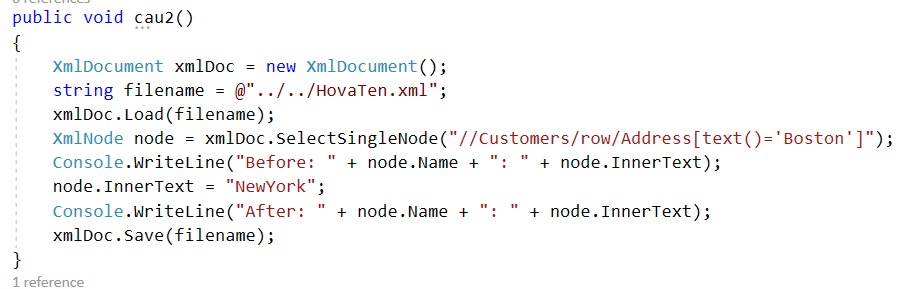 public void cau2()
{
XmlDocument xmlDoc = new XmlDocument();
string filename = @"../../HovaTen.xml";
xmlDoc.Load(filename);
XmlNode node = xmlDoc.SelectSingleNode("//Customers/row/Address[text()='Boston']");
Console.WriteLine("Before: " + node.Name + ": " + node.InnerText);
node.InnerText = "NewYork";
Console.WriteLine("After: " + node.Name + ": " + node.InnerText);
xmlDoc.Save(filename);
}
1 reference